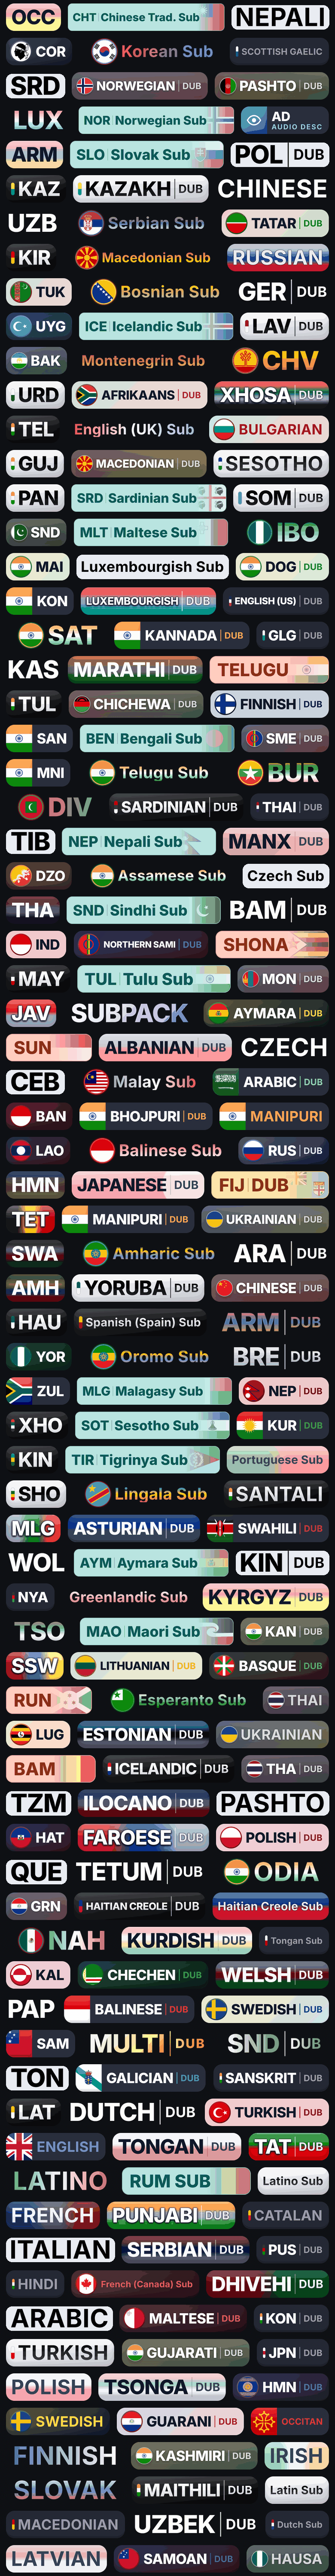 OCC CHT Chinese Trad. Sub NEPALI
COR Korean Sub SCOTTISH GAELIC
SRD NORWEGIAN DUB PASHTO DUB
LUX NOR Norwegian Sub AD AUDIO DESC
ARM SLO Slovak Sub POL DUB
KAZ KAZAKH DUB CHINESE
UZB Serbian Sub TATAR DUB
KIR Macedonian Sub RUSSIAN
TUK Bosnian Sub GER DUB
UYG ICE Icelandic Sub LAV DUB
BAK Montenegrin Sub CHV
URD AFRIKAANS DUB XHOSA DUB
TEL English (UK) Sub BULGARIAN
GUJ MACEDONIAN DUB SESOTHO
PAN SRD Sardinian Sub SOM DUB
SND MLT Maltese Sub IBO
MAI Luxembourgish Sub DOG DUB
KON LUXEMBOURGISH DUB ENGLISH (US) DUB
SAT KANNADA DUB GLG DUB
KAS MARATHI DUB TELUGU
TUL CHICHEWA DUB FINNISH DUB
SAN BEN Bengali Sub SME DUB
MNI Telugu Sub BUR
DIV SARDINIAN DUB THAI DUB
TIB NEP Nepali Sub MANX DUB
DZO Assamese Sub Czech Sub
THA SND Sindhi Sub BAM DUB
IND NORTHERN SAMI DUB SHONA
MAY TUL Tulu Sub MON DUB
JAV SUBPACK AYMARA DUB
SUN ALBANIAN DUB CZECH
CEB Malay Sub ARABIC DUB
BAN BHOJPURI DUB MANIPURI
LAO Balinese Sub RUS DUB
HMN JAPANESE DUB FIJ DUB
TET MANIPURI DUB UKRAINIAN DUB
SWA Amharic Sub ARA DUB
AMH YORUBA DUB CHINESE DUB
HAU Spanish (Spain) Sub ARM DUB
YOR Oromo Sub BRE DUB
ZUL MLG Malagasy Sub NEP DUB
XHO SOT Sesotho Sub KUR DUB
KIN TIR Tigrinya Sub Portuguese Sub
SHO Lingala Sub SANTALI
MLG ASTURIAN DUB SWAHILI DUB
WOL AYM Aymara Sub KIN DUB
NYA Greenlandic Sub KYRGYZ DUB
TSO MAO Maori Sub KAN DUB
SSW LITHUANIAN DUB BASQUE DUB
RUN Esperanto Sub THAI
LUG ESTONIAN DUB UKRAINIAN
BAM ICELANDIC DUB THA DUB
TZM ILOCANO DUB PASHTO
HAT FAROESE DUB POLISH DUB
QUE TETUM DUB ODIA
GRN HAITIAN CREOLE DUB Haitian Creole Sub
NAH KURDISH DUB Tongan Sub
KAL CHECHEN DUB WELSH DUB
PAP BALINESE DUB SWEDISH DUB
SAM MULTI DUB SND DUB
TON GALICIAN DUB SANSKRIT DUB
LAT DUTCH DUB TURKISH DUB
ENGLISH TONGAN DUB TAT DUB
LATINO RUM SUB Latino Sub
FRENCH PUNJABI DUB CATALAN
ITALIAN SERBIAN DUB PUS DUB
HINDI French (Canada) Sub DHIVEHI DUB
ARABIC MALTESE DUB KON DUB
TURKISH GUJARATI DUB JPN DUB
POLISH TSONGA DUB HMN DUB
SWEDISH GUARANI DUB OCCITAN
FINNISH KASHMIRI DUB IRISH
SLOVAK MAITHILI DUB Latin Sub
MACEDONIAN UZBEK DUB Dutch Sub
LATVIAN SAMOAN DUB HAUSA